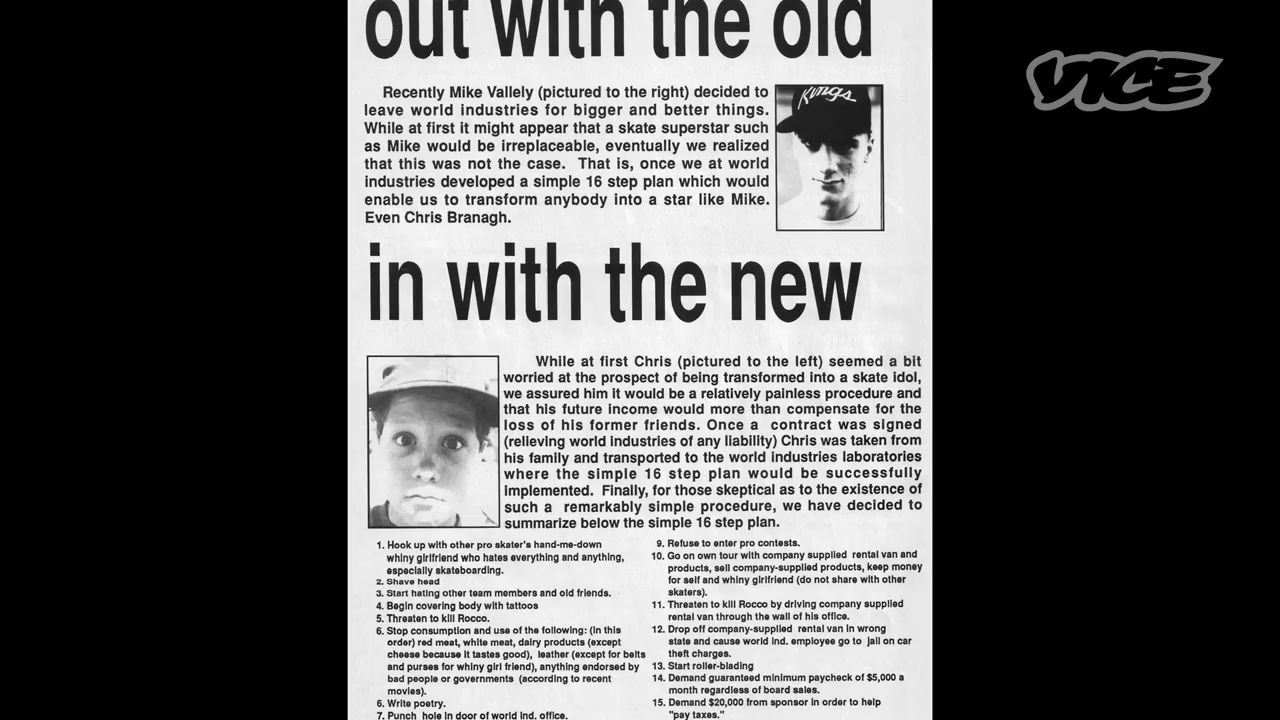 out with the old
VICE
Recently Mike Vallely (pictured to the right) decided to
leave world industries for bigger and better things.
While at first it might appear that a skate superstar such
as Mike would be irreplaceable, eventually we realized
that this was not the case. That is, once we at world
industries developed a simple 16 step plan which would
enable us to transform anybody into a star like Mike.
Even Chris Branagh.
Kings
in with the new
While at first Chris (pictured to the left) seemed a bit
worried at the prospect of being transformed into a skate idol,
we assured him it would be a relatively painless procedure and
that his future income would more than compensate for the
loss of his former friends. Once a contract was signed
(relleving world industries of any liability) Chris was taken from
his family and transported to the world industries laboratories
where the simple 16 step plan would be successfully
implemented. Finally, for those skeptical as to the existence of
such a remarkably simple procedure, we have decided to
summarize below the simple 16 step plan.
1. Hook up with other pro skater's hand-me-down
whiny girlfriend who hates everything and anything,
especially skateboarding.
2. Shave head
3. Start hating other team members and old friends.
4. Begin covering body with tattoos
5. Threaten to kill Rocco.
6. Stop consumption and use of the following: (in this
order) red meat, white meat, dairy products (except
cheese because it tastes good), leather (except for belts
and purses for whiny girl friend), anything endorsed by
bad people or governments (according to recent
movies).
6. Write poetry.
7. Punch hole in door of world ind. office.
9. Refuse to enter pro contests.
10. Go on own tour with company supplied rental van and
products, sell company-supplied products, keep money
for self and whiny girlfriend (do not share with other
skaters).
11. Threaten to kill Rocco by driving company supplied
rental van through the wall of his office.
12. Drop off company-supplied rental van in wrong
state and cause world ind. employee go to jail on car
theft charges.
13. Start roller-blading
14. Demand guaranteed minimum paycheck of $5,000 a
month regardless of board sales.
15. Demand $20,000 from sponsor in order to help
"pay taxes."